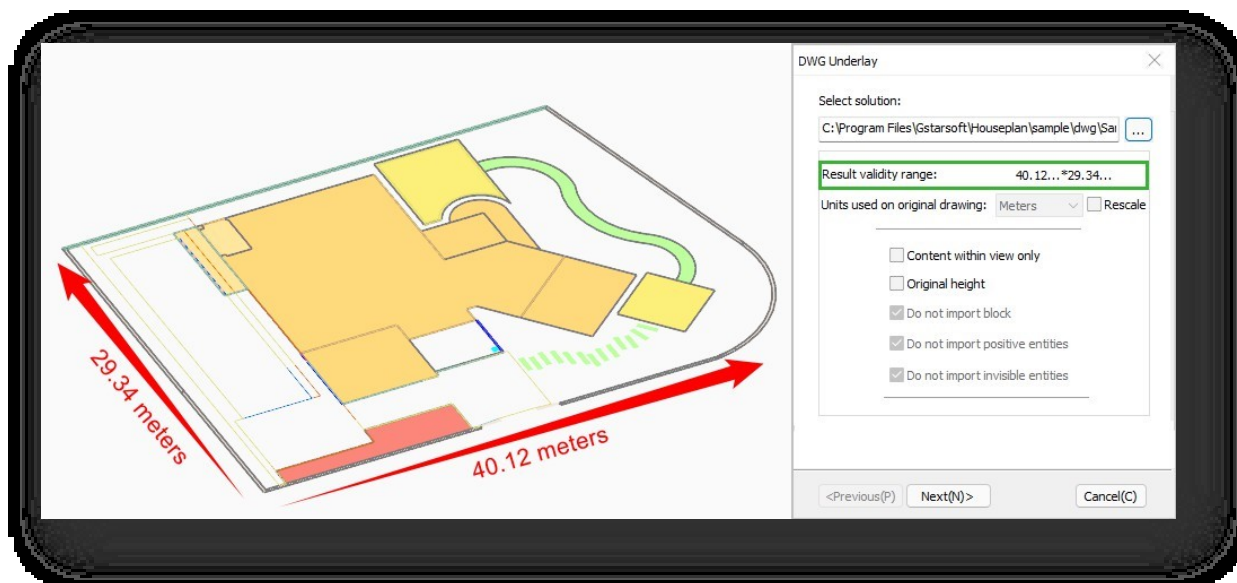 29.34 meters
40.12 meters
DWG Underlay
Select solution:
C:\Program Files\Gstarsoft\Houseplan\sample\dwg\Sa
...
Result validity range: 40.12...*29.34...
Units used on original drawing: Meters Rescale
Content within view only
Original height
Do not import block
Do not import positive entities
Do not import invisible entities
<Previous(P) Next(N)> Cancel(C)